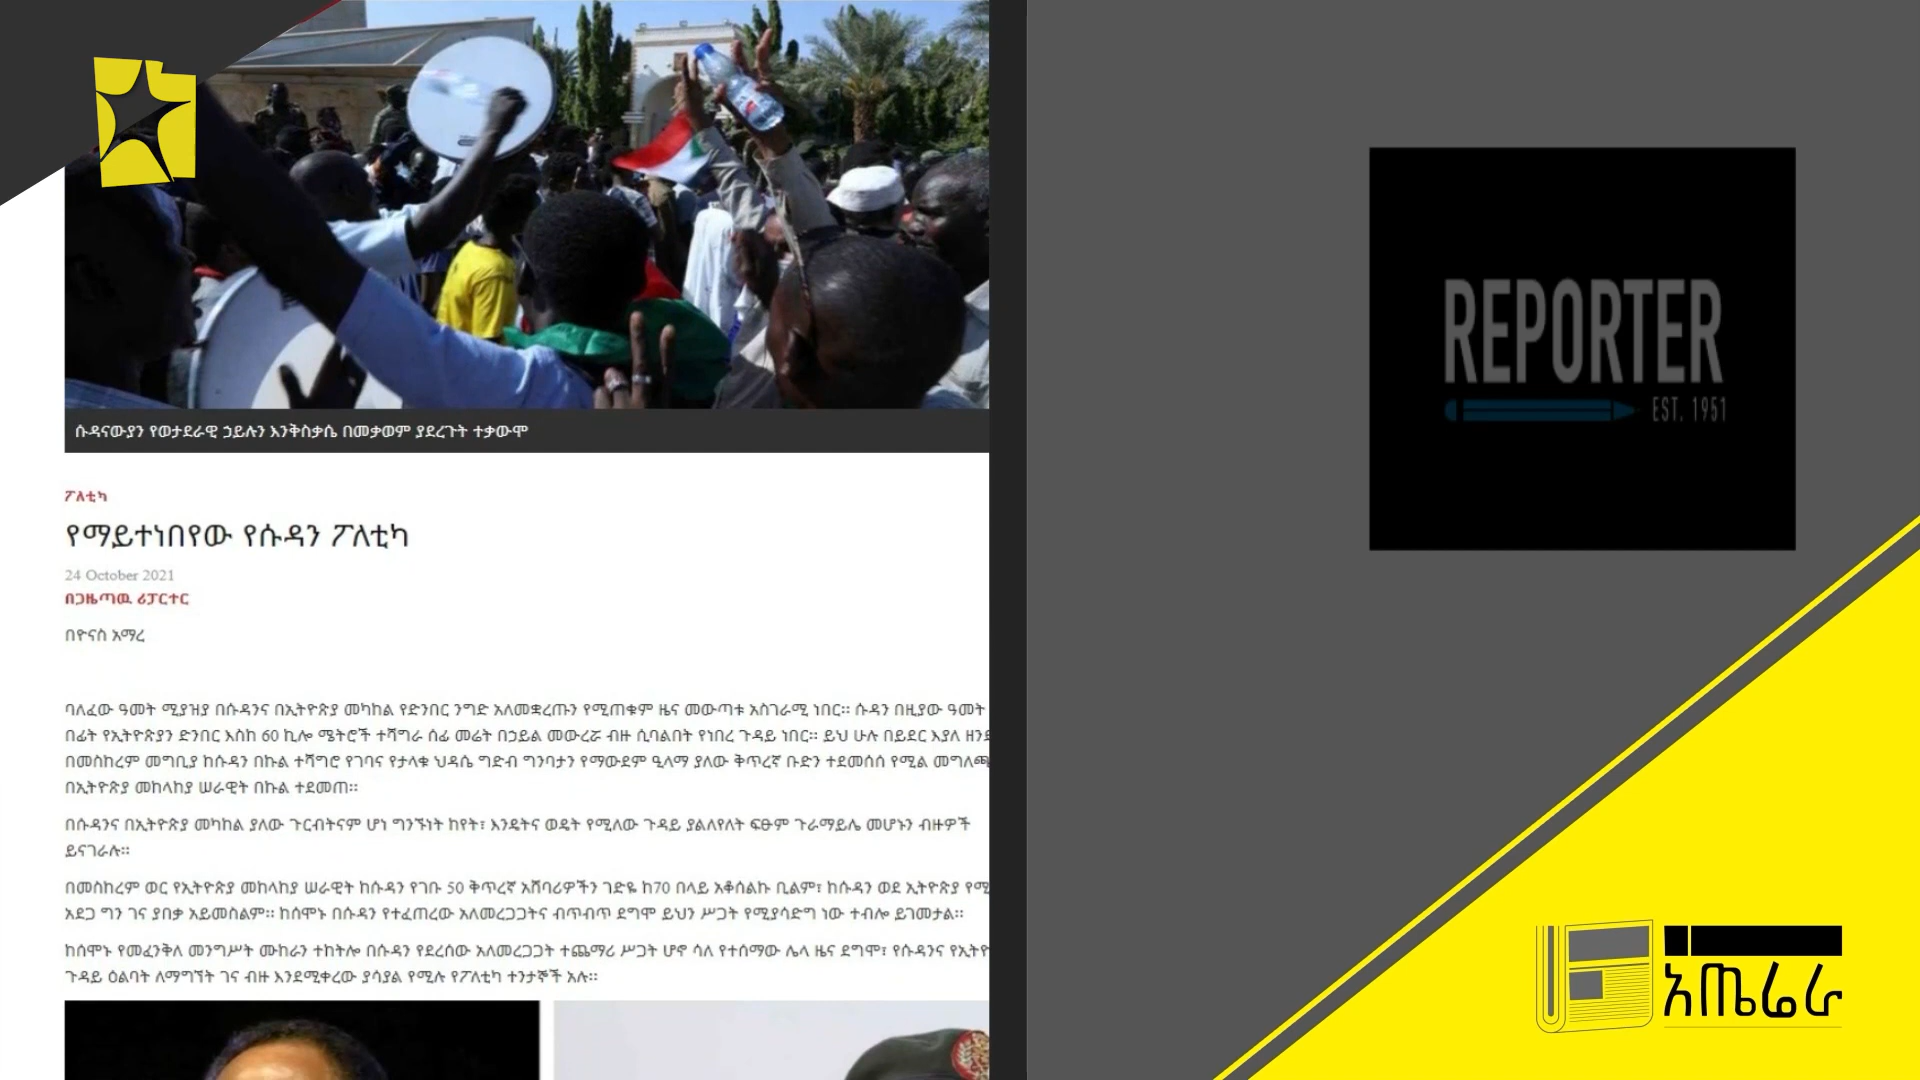 ሱዳናውያን የወታደራዊ ኃይሉን እንቅስቃሴ በመቃወም ያደረጉት ተቃውሞ
ፖለቲካ
የማይተነበየው የሱዳን ፖለቲካ
24 October 2021
በጋዜጣዉ ሪፓርተር
በዮናስ አማረ
ባለፈው ዓመት ሚያዝያ በሱዳንና በኢትዮጵያ መካከል የድንበር ንግድ አለመቋረጡን የሚጠቁም ዜና መውጣቱ አስገራሚ ነበር፡፡ ሱዳን በዚያው ዓመት
በፊት የኢትዮጵያን ድንበር እስከ 60 ኪሎ ሜትሮች ተሻግራ ሰፊ መሬት በኃይል መውረሯ ብዙ ሲባልበት የነበረ ጉዳይ ነበር፡፡ ይህ ሁሉ በይደር እያለ
በመስከረም መግቢያ ከሱዳን በኩል ተሻግሮ የገባና የታላቁ ህዳሴ ግድብ ግንባታን የማውደም ዒላማ ያለው ቅጥረኛ ቡድን ተደመሰሰ የሚል
በኢትዮጵያ መከላከያ ሠራዊት በኩል ተደመጠ፡፡
በሱዳንና በኢትዮጵያ መካከል ያለው ጉርብትናም ሆነ ግንኙነት ከየት፣ እንዴትና ወዴት የሚለው ጉዳይ ያልለየለት ፍፁም ጉራማይሌ መሆኑን ብዙዎች
ይናገራሉ፡፡
በመስከረም ወር የኢትዮጵያ መከላከያ ሠራዊት ከሱዳን የገቡ 50 ቅጥረኛ አሸባሪዎችን ገድዬ ከ70 በላይ አቆሰልኩ ቢልም፣ ከሱዳን ወደ ኢትዮጵያ
አደጋ ግን ገና ያበቃ አይመስልም፡፡ ከሰሞኑ በሱዳን የተፈጠረው አለመረጋጋትና ብጥብጥ ደግሞ ይህን ሥጋት የሚያሳድግ ነው ተብሎ ይገመታል፡፡
ከሰሞኑ የመፈንቅለ መንግሥት ሙከራን ተከትሎ በሱዳን የደረሰው አለመረጋጋት ተጨማሪ ሥጋት ሆኖ ሳለ የተሰማው ሌላ ዜና ደግሞ፣ የሱዳንና
ጉዳይ ዕልባት ለማግኘት ገና ብዙ እንደሚቀረው ያሳያል የሚሉ የፖለቲካ ተንታኞች አሉ፡፡
REPORTER
EST. 1951
አጤሬራ